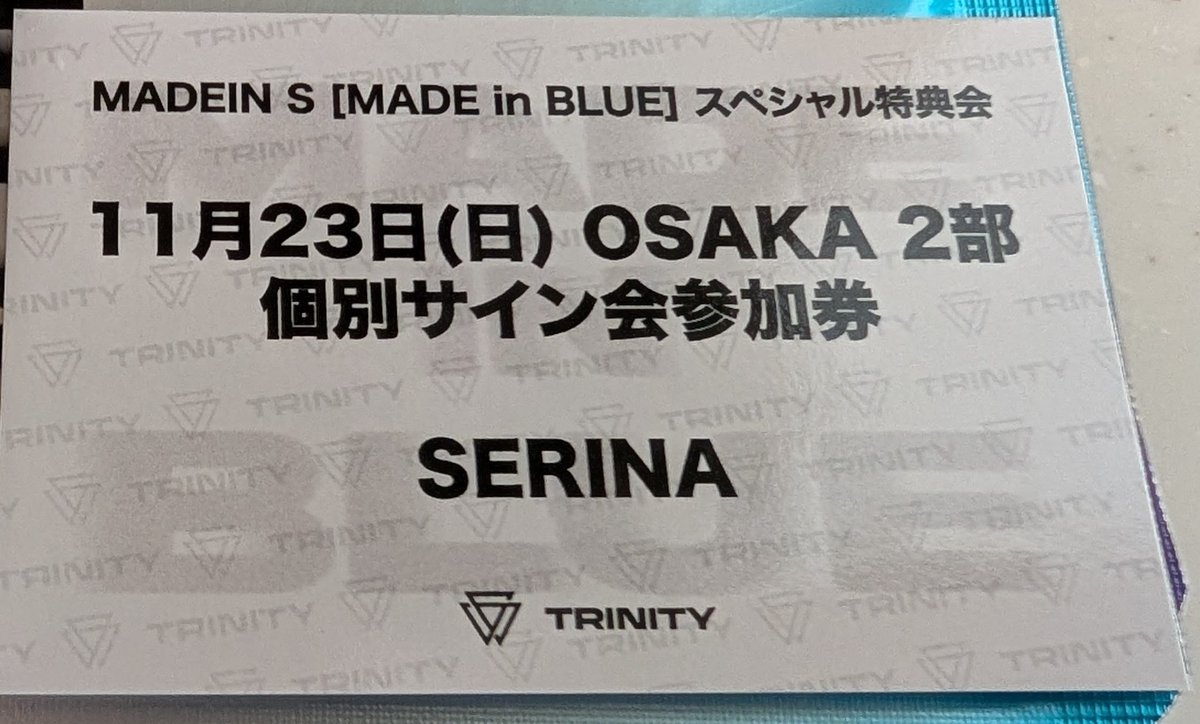 MADEIN S [MADE in BLUE] スペシャル特典会
11月23日(日) OSAKA 2部
個別サイン会参加券
SERINA
TRINITY